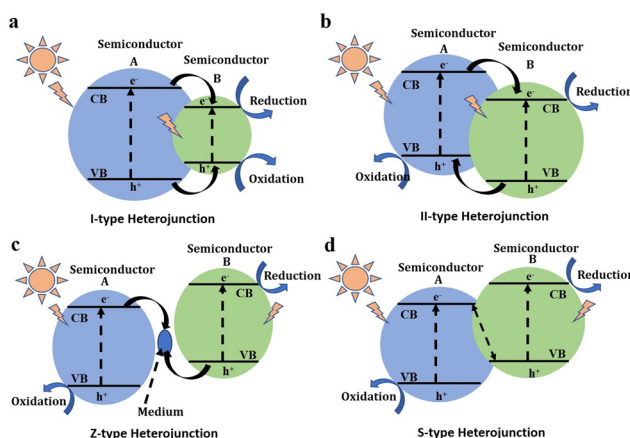 a
Semiconductor
A
Semiconductor
B
e-
CB
e-
Reduction
VB
h+
h+
Oxidation
I-type Heterojunction
b
Semiconductor
A
Semiconductor
B
e-
CB
e-
CB
Reduction
VB
h+
Oxidation
VB
h+
II-type Heterojunction
c
Semiconductor
A
Semiconductor
B
e-
CB
e-
CB
Reduction
VB
h+
VB
h+
Oxidation
Medium
Z-type Heterojunction
d
Semiconductor
A
Semiconductor
B
e-
CB
e-
CB
Reduction
VB
h+
VB
h+
Oxidation
S-type Heterojunction